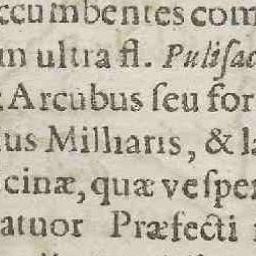 ccumbentes com
n ultra fl. Puliſac
Arcubus ſeu for
us Milliaris, & la
cinæ, quæ veſper
atuor Præfecti